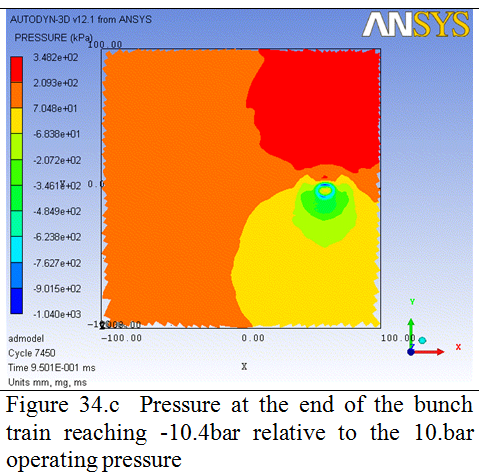 AUTODYN-3D v12.1 from ANSYS
ANSYS
PRESSURE (kPa)
3.482e+02
2.093e+02
7.048e+01
-6.838e+01
-2.072e+02
-3.461e+02
-4.849e+02
-6.238e+02
-7.627e+02
-9.015e+02
-1.040e+03
100.00
0.0
-100.00
0.00
100.00
X
Y
X
Z
admodel
Cycle 7450
Time 9.501E-001 ms
Units mm, mg, ms
Figure 34.c Pressure at the end of the bunch
train reaching -10.4bar relative to the 10.bar
operating pressure